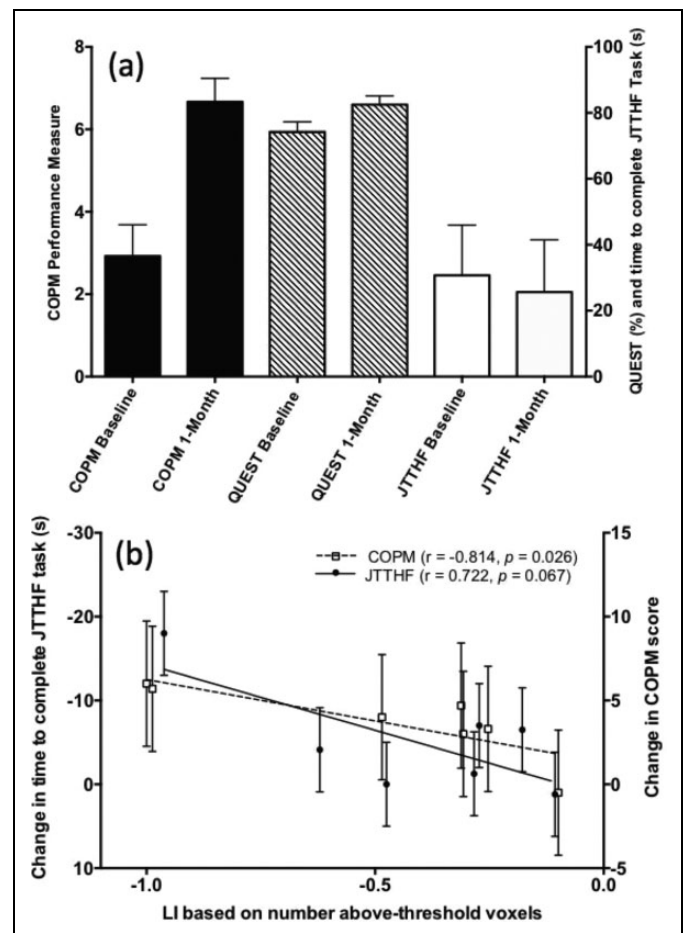 (a)
COPM Performance Measure
8
6
4
2
0
QUEST (%) and time to complete JTTHF Task (s)
100
80
60
40
20
0
COPM Baseline
COPM 1-Month
QUEST Baseline
QUEST 1-Month
JTTHF Baseline
JTTHF 1-Month
(b)
COPM (r = -0.814, p = 0.026)
JTTHF (r = 0.722, p = 0.067)
Change in time to complete JTTHF task (s)
-30
-20
-10
0
10
Change in COPM score
15
10
5
0
-5
-1.0
-0.5
0.0
LI based on number above-threshold voxels